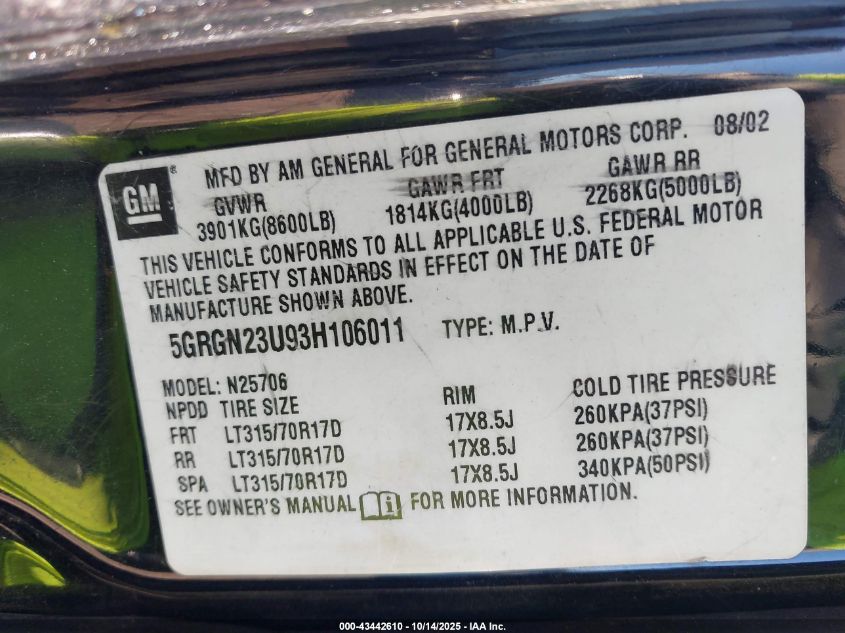 MFD BY AM GENERAL FOR GENERAL MOTORS CORP. 08/02
GM ®
GVWR GAWR FRT GAWR RR
3901KG(8600LB) 1814KG(4000LB) 2268KG(5000LB)
THIS VEHICLE CONFORMS TO ALL APPLICABLE U.S. FEDERAL MOTOR
VEHICLE SAFETY STANDARDS IN EFFECT ON THE DATE OF
MANUFACTURE SHOWN ABOVE.
5GRGN23U93H106011 TYPE: M.P.V.
MODEL: N25706
NPDD TIRE SIZE RIM COLD TIRE PRESSURE
FRT LT315/70R17D 17X8.5J 260KPA(37PSI)
RR LT315/70R17D 17X8.5J 260KPA(37PSI)
SPA LT315/70R17D 17X8.5J 340KPA(50PSI)
SEE OWNER'S MANUAL i FOR MORE INFORMATION.
000-43442610 - 10/14/2025 - IAA Inc.